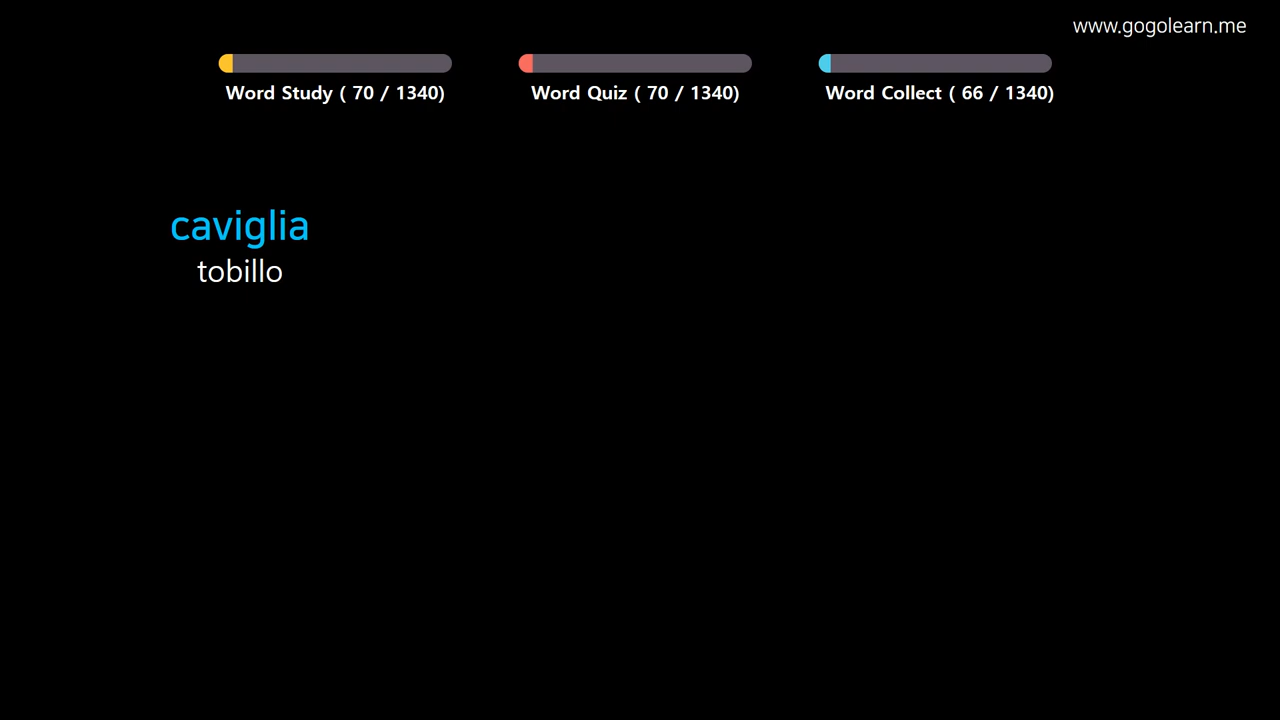 www.gogolearn.me
Word Study ( 70 / 1340)
Word Quiz ( 70 / 1340)
Word Collect ( 66 / 1340)
caviglia
tobillo